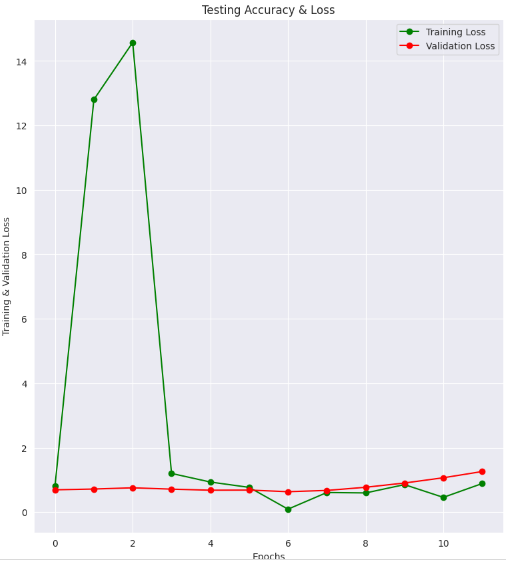 Testing Accuracy & Loss
Training Loss
Validation Loss
14
12
10
8
6
4
2
0
Training & Validation Loss
0 2 4 6 8 10
Epochs